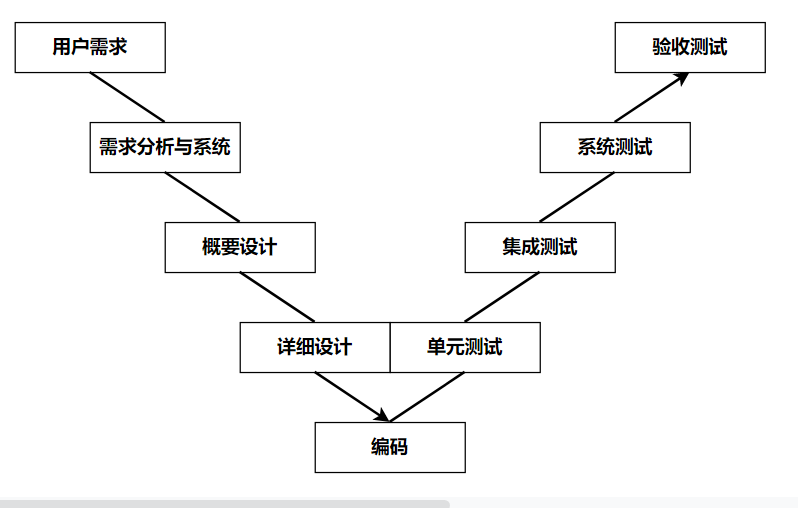 用户需求
验收测试
需求分析与系统
系统测试
概要设计
集成测试
详细设计
单元测试
编码